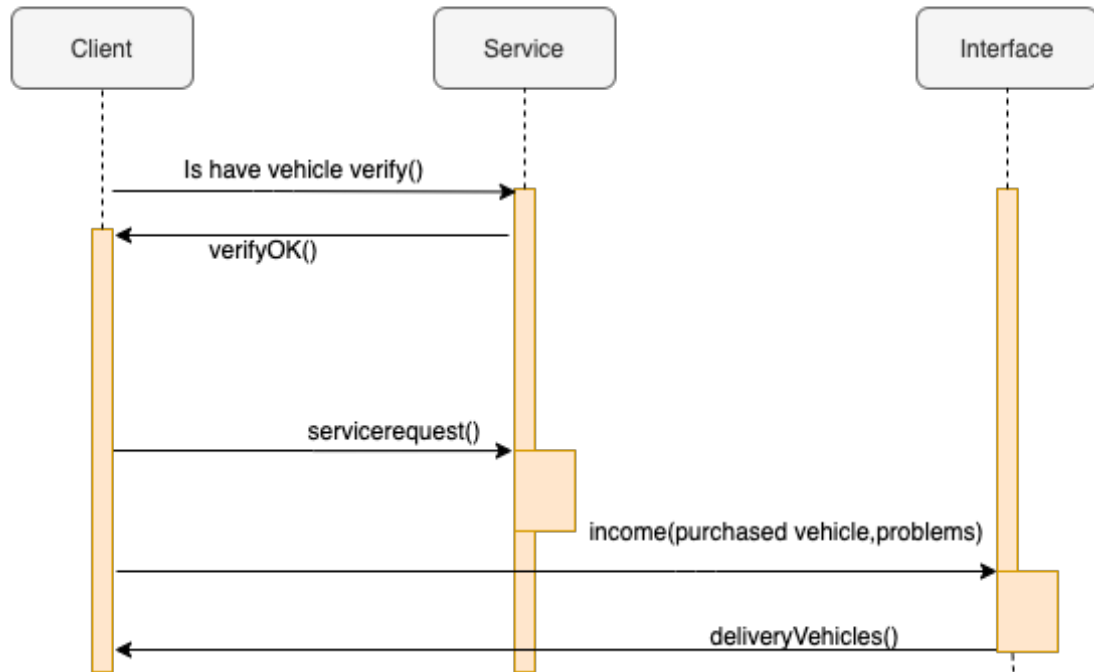 Client
Service
Interface
Is have vehicle verify()
verifyOK()
servicerequest()
income(purchased vehicle,problems)
deliveryVehicles()